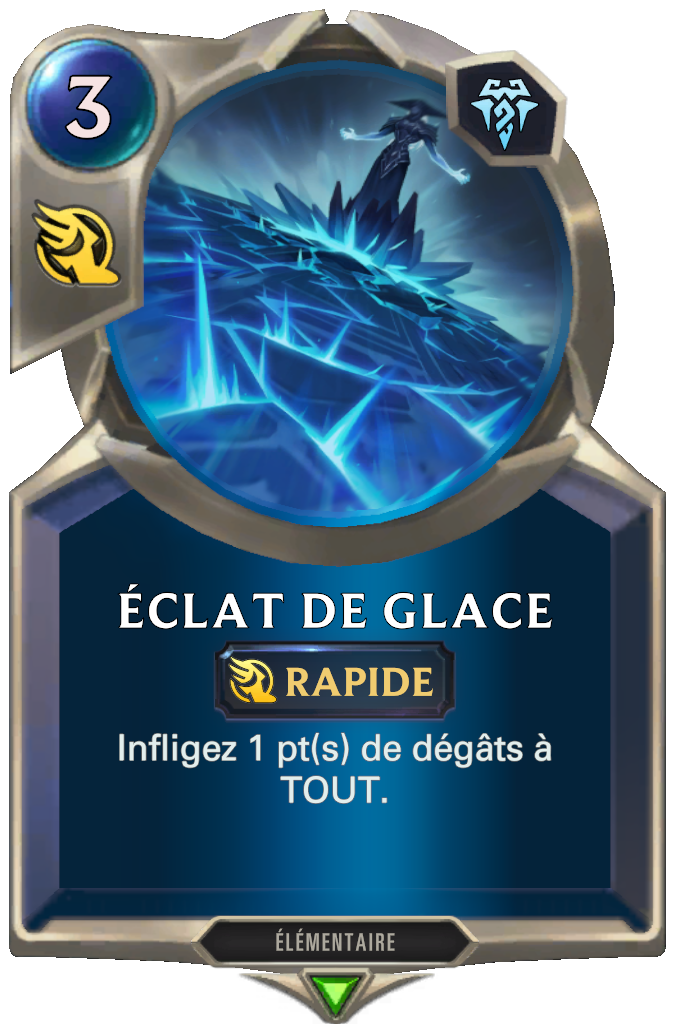 3
ÉCLAT DE GLACE
RAPIDE
Infligez 1 pt(s) de dégâts à
TOUT.
ÉLÉMENTAIRE